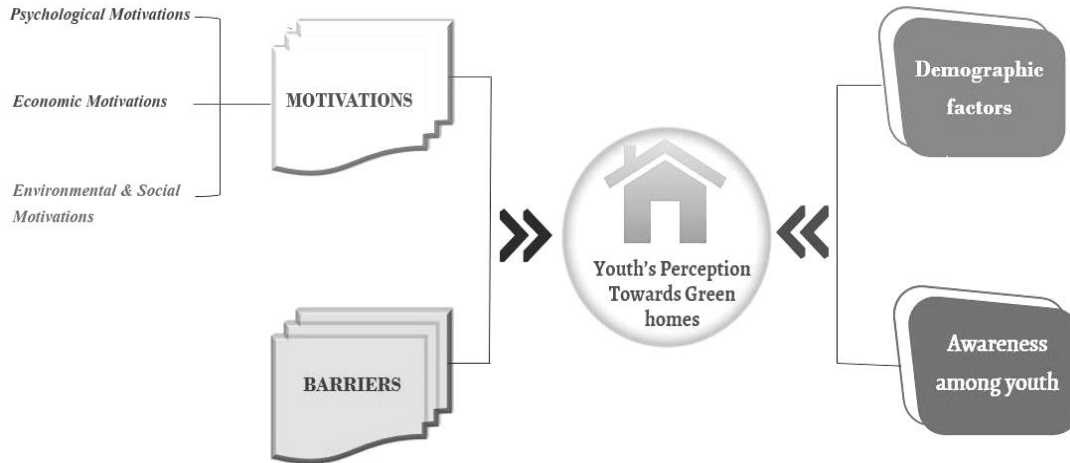 Psychological Motivations
Economic Motivations
Environmental & Social
Motivations
MOTIVATIONS
BARRIERS
Youth's Perception
Towards Green
homes
Demographic
factors
Awareness
among youth